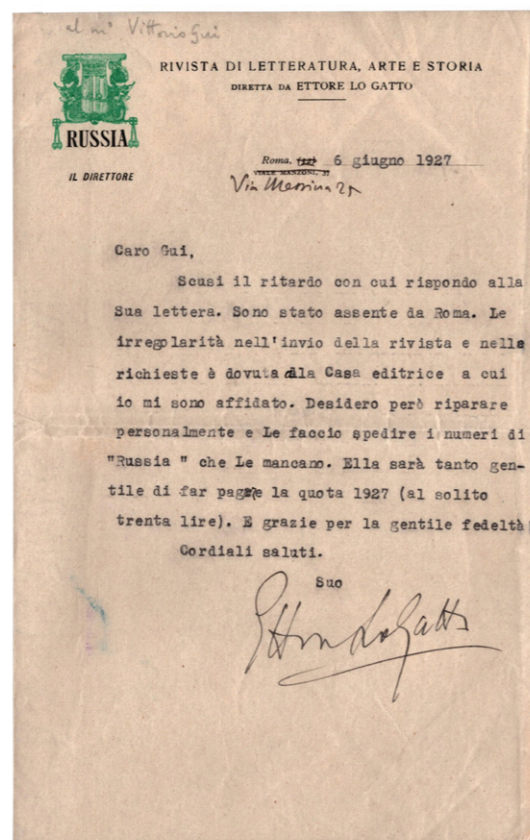 al m° Vittorio Gui
RIVISTA DI LETTERATURA, ARTE E STORIA
DIRETTA DA ETTORE LO GATTO
RUSSIA
IL DIRETTORE
Roma, 6 giugno 1927
VIALE MANZONI, 37
Via Messina 25
Caro Gui,
Scusi il ritardo con cui rispondo alla
Sua lettera. Sono stato assente da Roma. Le
irregolarità nell'invio della rivista e nelle
richieste è dovuta alla Casa editrice a cui
io mi sono affidato. Desidero però riparare
personalmente e Le faccio spedire i numeri di
"Russia " che Le mancano. Ella sarà tanto gen-
tile di far pagare la quota 1927 (al solito
trenta lire). E grazie per la gentile fedeltà
Cordiali saluti.
Suo
Ettore Lo Gatto